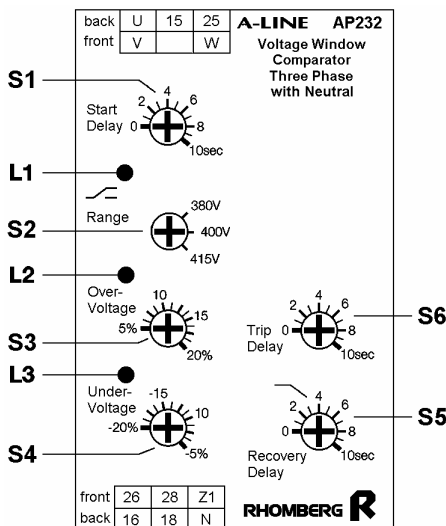 back U 15 25
front V W
A-LINE AP232
Voltage Window
Comparator
Three Phase
with Neutral
S1
Start
Delay
0 2 4 6 8 10sec
L1
Range
S2
380V
400V
415V
L2
Over-
Voltage
5% 10 15 20%
S3
L3
Under-
Voltage
-20% -15 10 -5%
S4
Trip
Delay
0 2 4 6 8 10sec
S6
Recovery
Delay
0 2 4 6 8 10sec
S5
front 26 28 Z1
back 16 18 N
RHOMBERG R